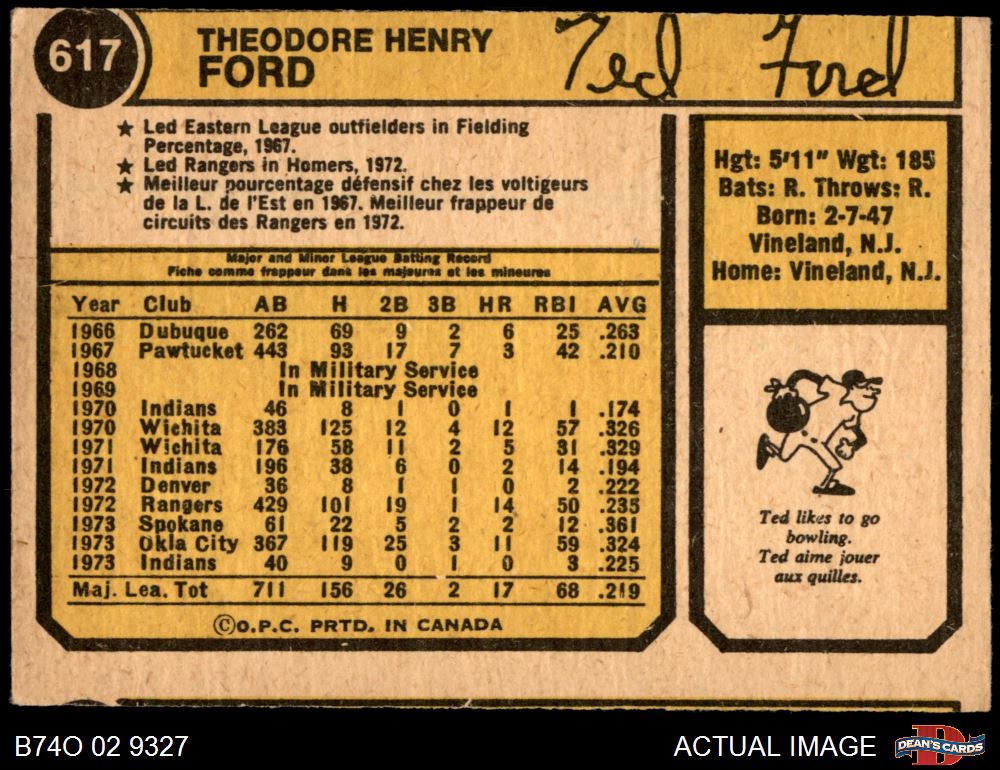 617
THEODORE HENRY
FORD
Ted Ford
★ Led Eastern League outfielders in Fielding
Percentage, 1967.
★ Led Rangers in Homers, 1972.
★ Meilleur pourcentage défensif chez les voltigeurs
de la L. de l'Est en 1967. Meilleur frappeur de
circuits des Rangers en 1972.
Major and Minor League Batting Record
Fiche comme frappeur dans les majeures et les mineures
Year Club AB H 2B 3B HR RBI AVG
1966 Dubuque 262 69 9 2 6 25 .263
1967 Pawtucket 443 93 17 7 3 42 .210
1968 In Military Service
1969 In Military Service
1970 Indians 46 8 1 0 1 1 .174
1970 Wichita 383 125 12 4 12 57 .326
1971 Wichita 176 58 11 2 5 31 .329
1971 Indians 196 38 6 0 2 14 .194
1972 Denver 36 8 1 1 0 2 .222
1972 Rangers 429 101 19 1 14 50 .235
1973 Spokane 61 22 5 2 2 12 .361
1973 Okla City 367 119 25 3 11 59 .324
1973 Indians 40 9 0 1 0 3 .225
Maj. Lea. Tot 711 156 26 2 17 68 .219
©O.P.C. PRTD. IN CANADA
Hgt: 5'11" Wgt: 185
Bats: R. Throws: R.
Born: 2-7-47
Vineland, N.J.
Home: Vineland, N.J.
Ted likes to go
bowling.
Ted aime jouer
aux quilles.
B74O 02 9327
ACTUAL IMAGE
DEAN'S CARDS